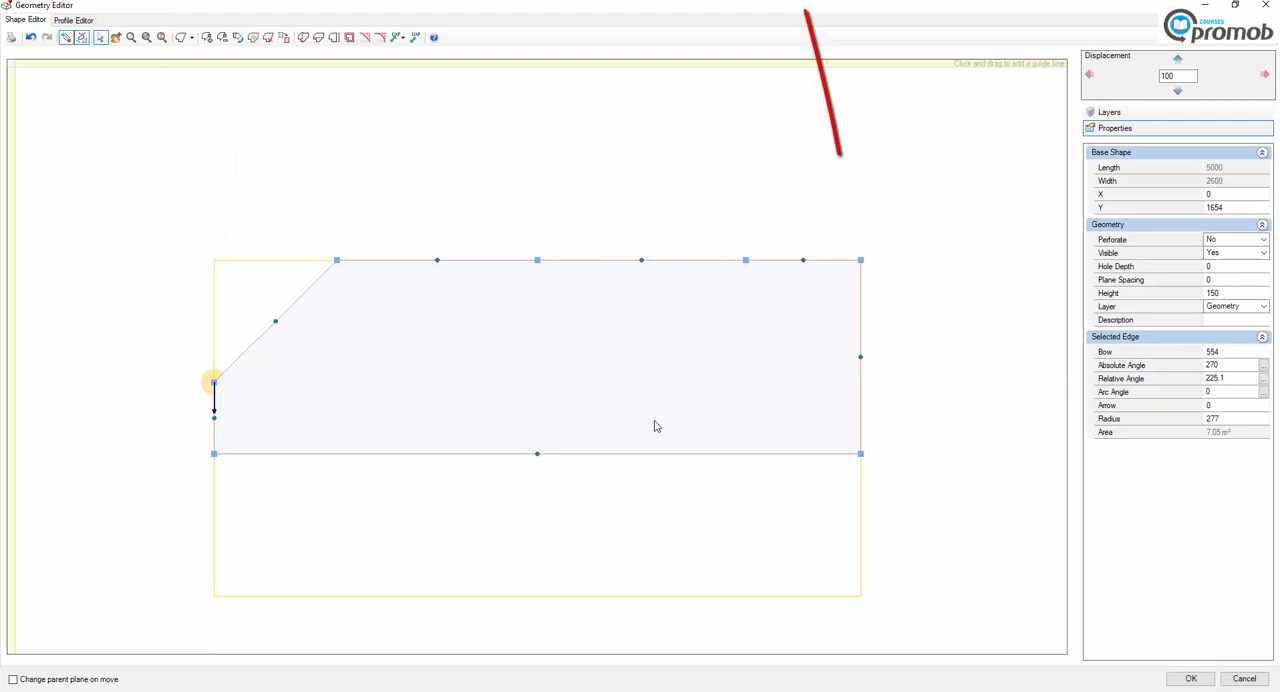 Geometry Editor
Shape Editor Profile Editor
COURSES
promob
Click and drag to add a guide line.
Displacement
100
Layers
Properties
Base Shape
Length 5000
Width 2600
X 0
Y 1654
Geometry
Perforate No
Visible Yes
Hole Depth 0
Plane Spacing 0
Height 150
Layer Geometry
Description
Selected Edge
Bow 554
Absolute Angle 270 ...
Relative Angle 225.1 ...
Arc Angle 0 ...
Arrow 0
Radius 277
Area 7.05 m²
Change parent plane on move
OK Cancel